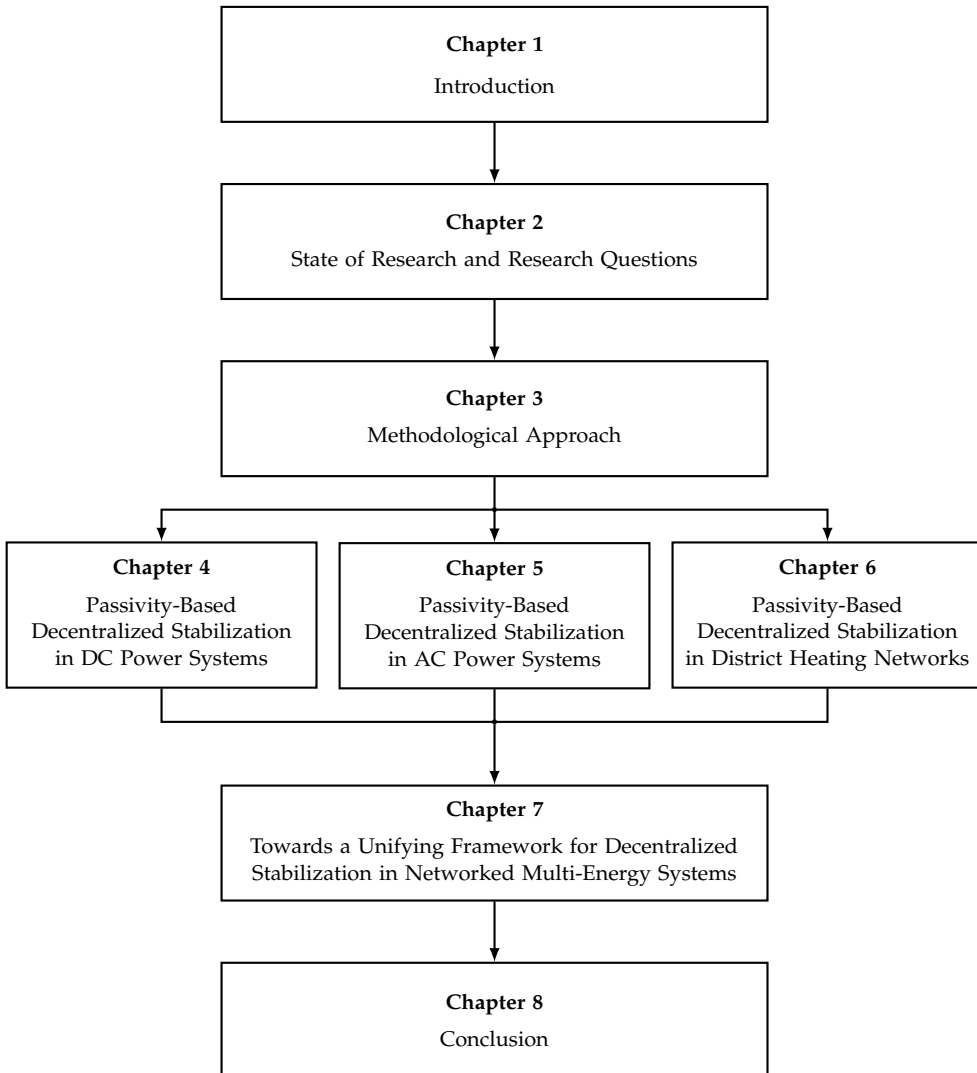 Chapter 1
Introduction
Chapter 2
State of Research and Research Questions
Chapter 3
Methodological Approach
Chapter 4
Passivity-Based
Decentralized Stabilization
in DC Power Systems
Chapter 5
Passivity-Based
Decentralized Stabilization
in AC Power Systems
Chapter 6
Passivity-Based
Decentralized Stabilization
in District Heating Networks
Chapter 7
Towards a Unifying Framework for Decentralized
Stabilization in Networked Multi-Energy Systems
Chapter 8
Conclusion